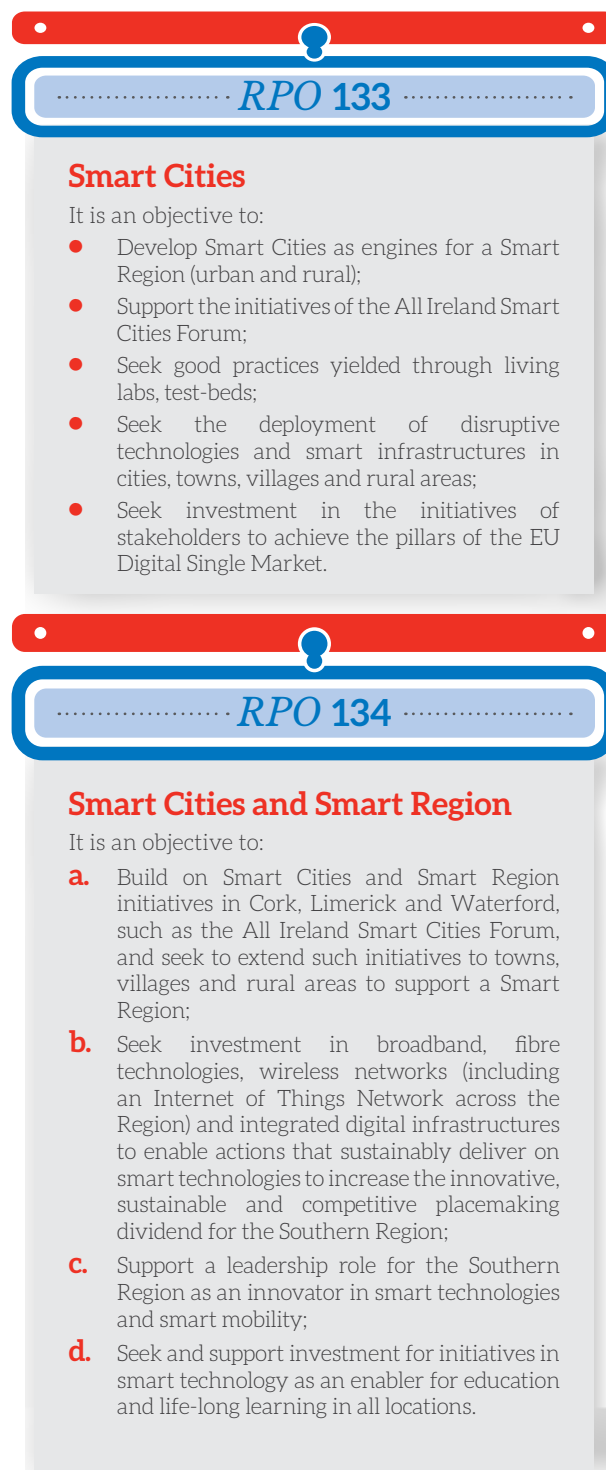 RPO 133
Smart Cities
It is an objective to:
● Develop Smart Cities as engines for a Smart
Region (urban and rural);
● Support the initiatives of the All Ireland Smart
Cities Forum;
● Seek good practices yielded through living
labs, test-beds;
● Seek the deployment of disruptive
technologies and smart infrastructures in
cities, towns, villages and rural areas;
● Seek investment in the initiatives of
stakeholders to achieve the pillars of the EU
Digital Single Market.
RPO 134
Smart Cities and Smart Region
It is an objective to:
a. Build on Smart Cities and Smart Region
initiatives in Cork, Limerick and Waterford,
such as the All Ireland Smart Cities Forum,
and seek to extend such initiatives to towns,
villages and rural areas to support a Smart
Region;
b. Seek investment in broadband, fibre
technologies, wireless networks (including
an Internet of Things Network across the
Region) and integrated digital infrastructures
to enable actions that sustainably deliver on
smart technologies to increase the innovative,
sustainable and competitive placemaking
dividend for the Southern Region;
c. Support a leadership role for the Southern
Region as an innovator in smart technologies
and smart mobility;
d. Seek and support investment for initiatives in
smart technology as an enabler for education
and life-long learning in all locations.